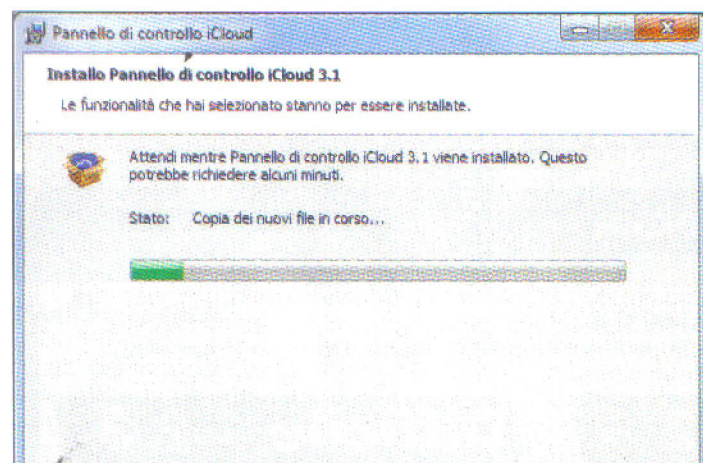 Pannello di controllo iCloud
Installo Pannello di controllo iCloud 3.1
Le funzionalità che hai selezionato stanno per essere installate.
Attendi mentre Pannello di controllo iCloud 3.1 viene installato. Questo
potrebbe richiedere alcuni minuti.
Stato: Copia dei nuovi file in corso...